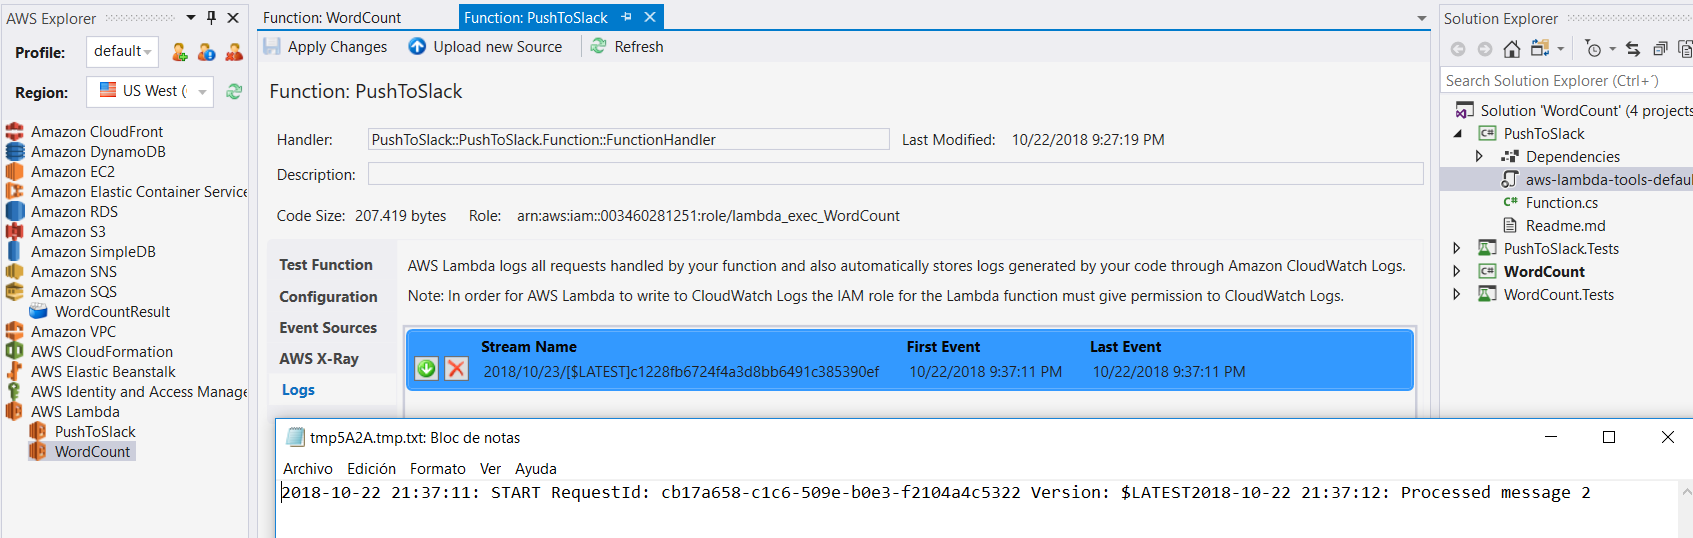 AWS Explorer
Profile: default
Region: US West (
Amazon CloudFront
Amazon DynamoDB
Amazon EC2
Amazon Elastic Container Service
Amazon RDS
Amazon S3
Amazon SimpleDB
Amazon SNS
Amazon SQS
WordCountResult
Amazon VPC
AWS CloudFormation
AWS Elastic Beanstalk
AWS Identity and Access Manage
AWS Lambda
PushToSlack
WordCount
Function: WordCount Function: PushToSlack
Apply Changes Upload new Source Refresh
Function: PushToSlack
Handler: PushToSlack::PushToSlack.Function::FunctionHandler Last Modified: 10/22/2018 9:27:19 PM
Description:
Code Size: 207.419 bytes Role: arn:aws:iam::003460281251:role/lambda_exec_WordCount
Test Function
Configuration
Event Sources
AWS X-Ray
Logs
AWS Lambda logs all requests handled by your function and also automatically stores logs generated by your code through Amazon CloudWatch Logs.
Note: In order for AWS Lambda to write to CloudWatch Logs the IAM role for the Lambda function must give permission to CloudWatch Logs.
Stream Name First Event Last Event
2018/10/23/[$LATEST]c1228fb6724f4a3d8bb6491c385390ef 10/22/2018 9:37:11 PM 10/22/2018 9:37:11 PM
tmp5A2A.tmp.txt: Bloc de notas
Archivo Edición Formato Ver Ayuda
2018-10-22 21:37:11: START RequestId: cb17a658-c1c6-509e-b0e3-f2104a4c5322 Version: $LATEST2018-10-22 21:37:12: Processed message 2
Solution Explorer
Search Solution Explorer (Ctrl+´)
Solution 'WordCount' (4 projects
C# PushToSlack
Dependencies
aws-lambda-tools-defaul
C# Function.cs
Readme.md
PushToSlack.Tests
C# WordCount
WordCount.Tests